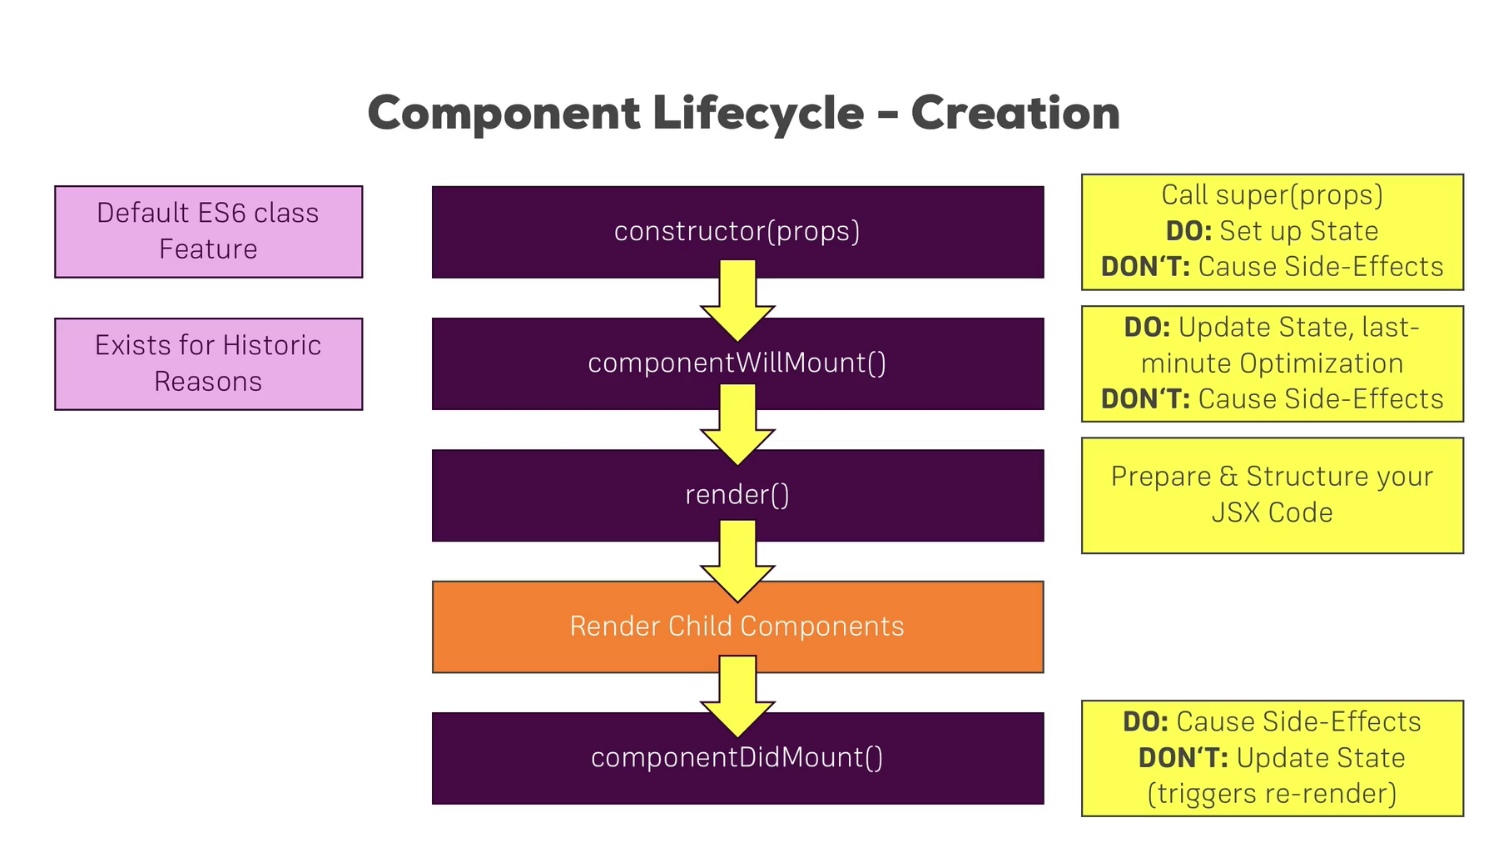 Component Lifecycle - Creation
Default ES6 class
Feature
constructor(props)
Call super(props)
DO: Set up State
DON‘T: Cause Side-Effects
Exists for Historic
Reasons
componentWillMount()
DO: Update State, last-
minute Optimization
DON‘T: Cause Side-Effects
render()
Prepare & Structure your
JSX Code
Render Child Components
componentDidMount()
DO: Cause Side-Effects
DON‘T: Update State
(triggers re-render)